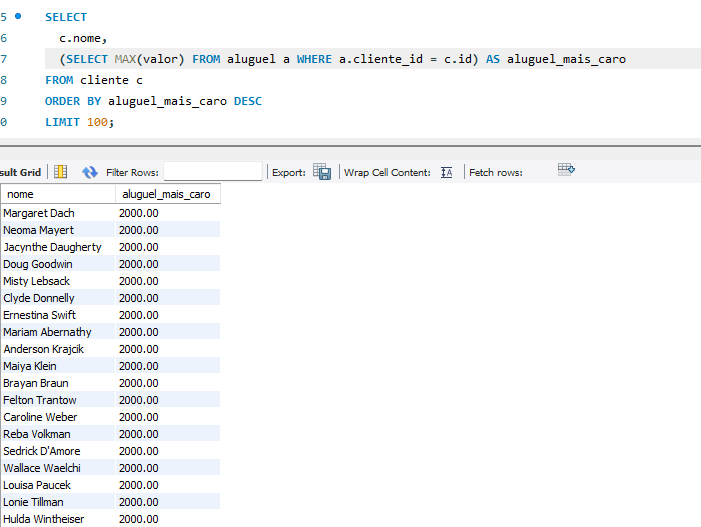 5 SELECT
6 c.nome,
7 (SELECT MAX(valor) FROM aluguel a WHERE a.cliente_id = c.id) AS aluguel_mais_caro
8 FROM cliente c
9 ORDER BY aluguel_mais_caro DESC
0 LIMIT 100;
sult Grid Filter Rows: Export: Wrap Cell Content: IA Fetch rows:
nome aluguel_mais_caro
Margaret Dach 2000.00
Neoma Mayert 2000.00
Jacynthe Daugherty 2000.00
Doug Goodwin 2000.00
Misty Lebsack 2000.00
Clyde Donnelly 2000.00
Ernestina Swift 2000.00
Mariam Abernathy 2000.00
Anderson Krajcik 2000.00
Maiya Klein 2000.00
Brayan Braun 2000.00
Felton Trantow 2000.00
Caroline Weber 2000.00
Reba Volkman 2000.00
Sedrick D'Amore 2000.00
Wallace Waelchi 2000.00
Louisa Paucek 2000.00
Lonie Tillman 2000.00
Hulda Wintheiser 2000.00